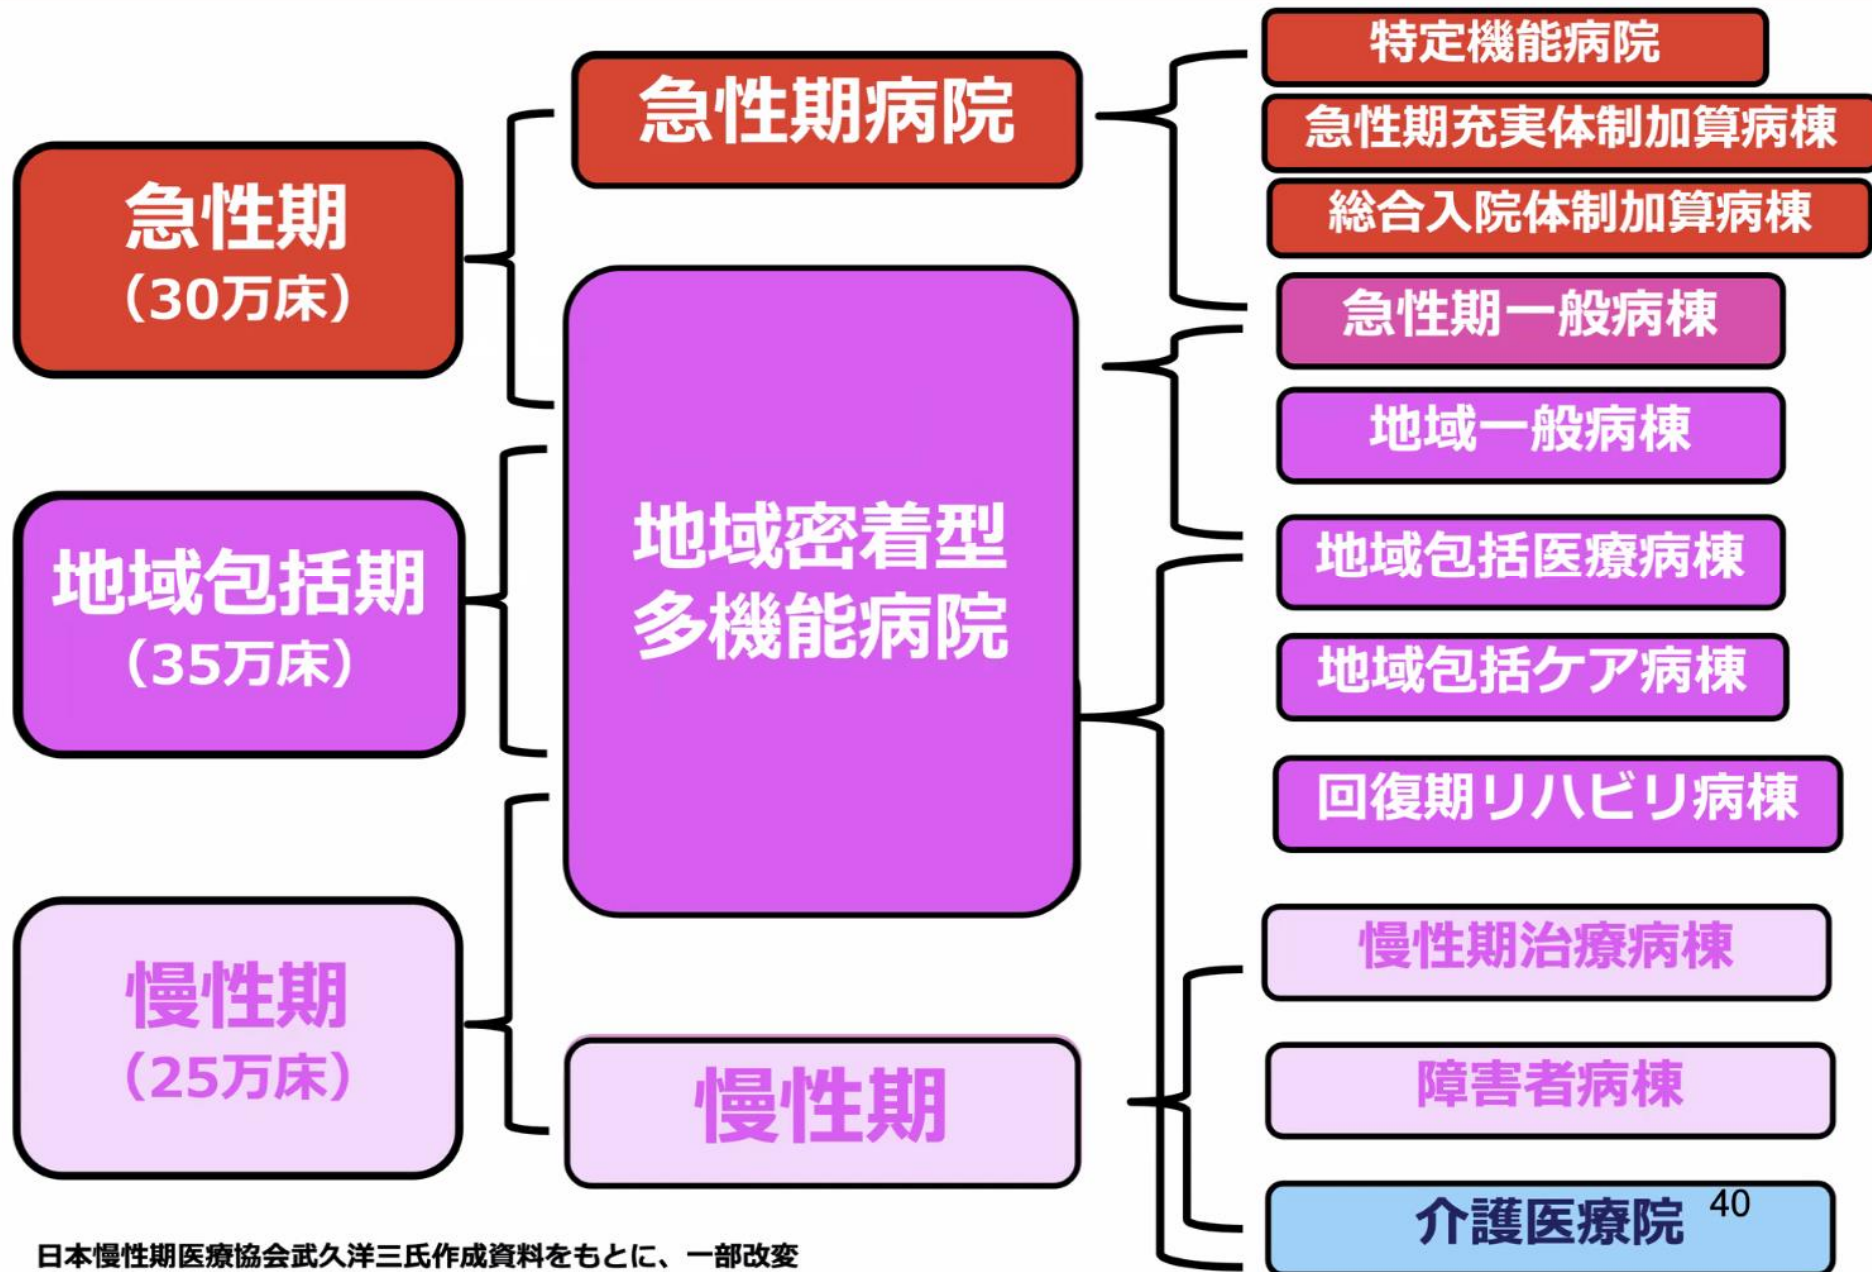 急性期
（30万床）
地域包括期
（35万床）
慢性期
（25万床）
急性期病院
地域密着型
多機能病院
慢性期
特定機能病院
急性期充実体制加算病棟
総合入院体制加算病棟
急性期一般病棟
地域一般病棟
地域包括医療病棟
地域包括ケア病棟
回復期リハビリ病棟
慢性期治療病棟
障害者病棟
介護医療院
40
日本慢性期医療協会武久洋三氏作成資料をもとに、一部改変